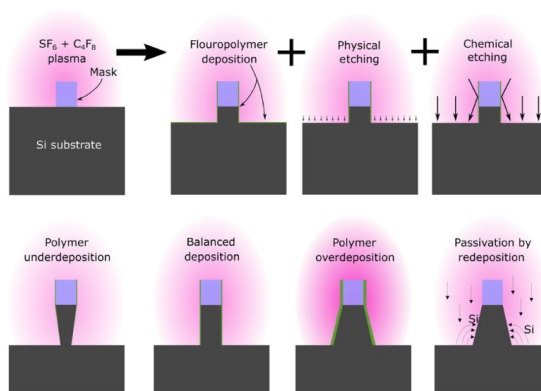 SF6 + C4F8
plasma
Mask
Si substrate
Flouropolymer
deposition
Physical
etching
Chemical
etching
Polymer
underdeposition
Balanced
deposition
Polymer
overdeposition
Passivation by
redeposition
Si
Si